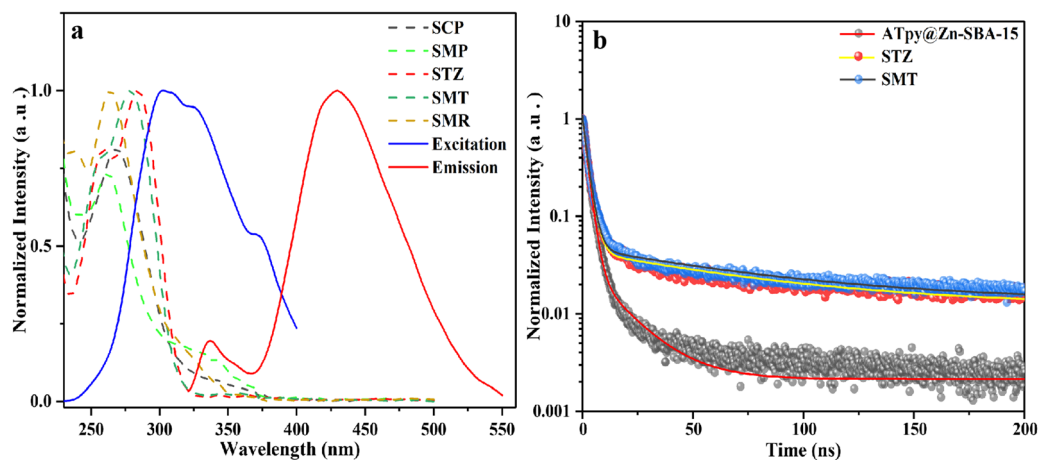 a
SCP
SMP
STZ
SMT
SMR
Excitation
Emission
1.0
0.5
0.0
Normalized Intensity (a .u .)
250 300 350 400 450 500 550
Wavelength (nm)
b
ATpy@Zn-SBA-15
STZ
SMT
10
1
0.1
0.01
0.001
Normalized Intensity (a .u .)
0 50 100 150 200
Time (ns)